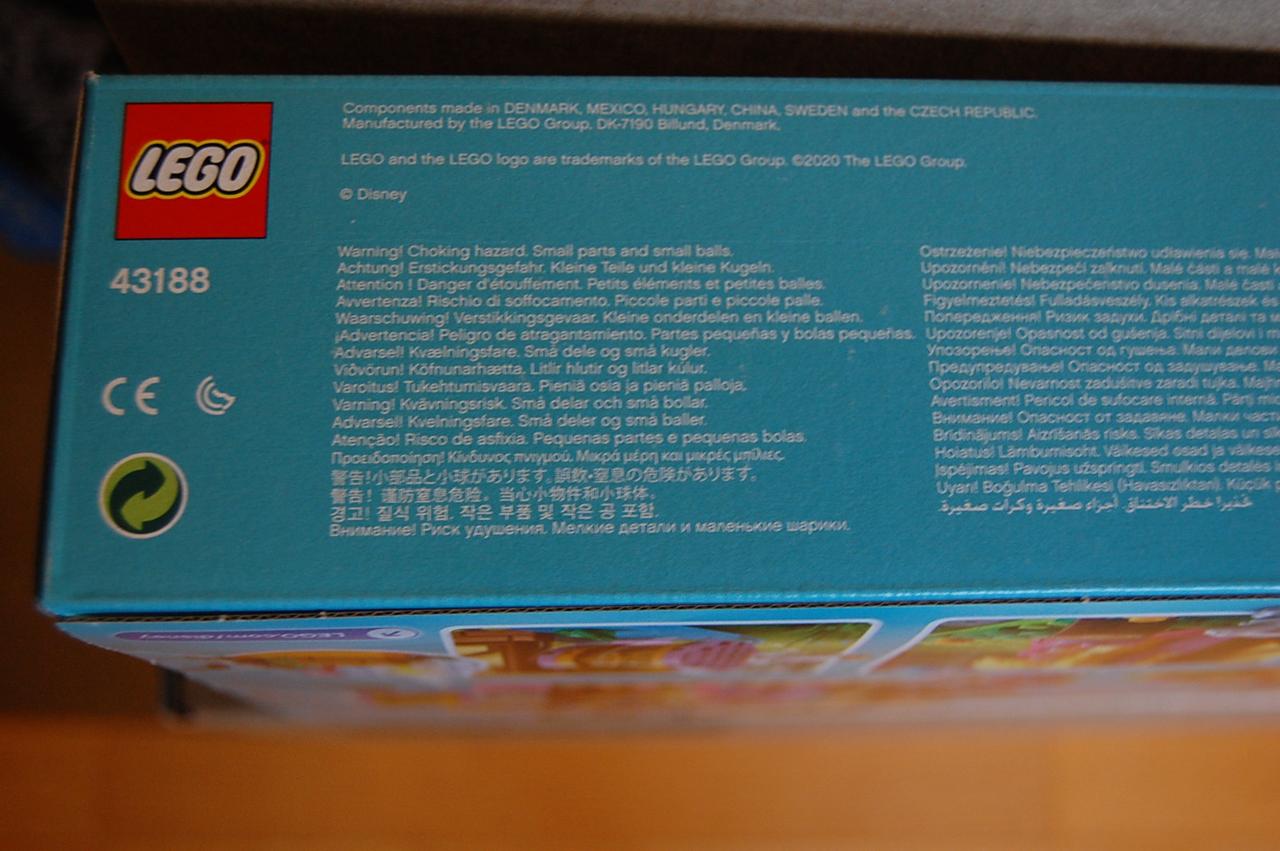 LEGO
43188
CE
Components made in DENMARK, MEXICO, HUNGARY, CHINA, SWEDEN and the CZECH REPUBLIC.
Manufactured by the LEGO Group, DK-7190 Billund, Denmark.
LEGO and the LEGO logo are trademarks of the LEGO Group. ©2020 The LEGO Group.
© Disney
Warning! Choking hazard. Small parts and small balls.
Achtung! Erstickungsgefahr. Kleine Teile und kleine Kugeln.
Attention ! Danger d'étouffement. Petits éléments et petites balles.
Avvertenza! Rischio di soffocamento. Piccole parti e piccole palle.
Waarschuwing! Verstikkingsgevaar. Kleine onderdelen en kleine ballen.
¡Advertencia! Peligro de atragantamiento. Partes pequeñas y bolas pequeñas.
Advarsel! Kvælningsfare. Små dele og små kugler.
Viðvörun! Köfnunarhætta. Litlir hlutir og litlar kúlur.
Varoitus! Tukehtumisvaara. Pieniä osia ja pieniä palloja.
Varning! Kvävningsrisk. Små delar och små bollar.
Advarsel! Kvelningsfare. Små deler og små baller.
Atenção! Risco de asfixia. Pequenas partes e pequenas bolas.
Προειδοποίηση! Κίνδυνος πνιγμού. Μικρά μέρη και μικρές μπίλιες.
警告!小部品と小球があります。誤飲・窒息の危険があります。
警告！谨防窒息危险。当心小物件和小球体。
경고! 질식 위험. 작은 부품 및 작은 공 포함.
Внимание! Риск удушения. Мелкие детали и маленькие шарики.
Ostrzeżenie! Niebezpieczeństwo udławienia się.
Upozornění! Nebezpečí zalknutí. Malé části a malé
Upozornenie! Nebezpečenstvo dusenia. Malé časti
Figyelmeztetés! Fulladásveszély. Kis alkatrészek és
Попередження! Ризик задухи. Дрібні деталі та
Upozorenje! Opasnost od gušenja. Sitni dijelovi i
Упозорење! Опасност од гушења. Мали делови
Предупредување! Опасност од задушување.
Opozorilo! Nevarnost zadušitve zaradi tujka.
Avertisment! Pericol de sufocare internă. Părţi
Внимание! Опасност от задавяне. Малки
Brīdinājums! Aizrīšanās risks. Sīkas detaļas un
Hoiatus! Lämbumisoht. Väikesed osad ja
Įspėjimas! Pavojus užspringti. Smulkios detalės
Uyarı! Boğulma Tehlikesi (Havasızlıktan).
تحذير! خطر الاختناق. أجزاء صغيرة وكرات صغيرة.
LEGO.com/disney